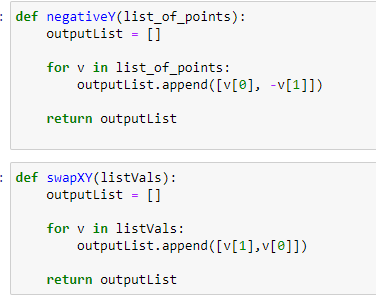 : def negativeY(list_of_points):
    outputList = []

    for v in list_of_points:
        outputList.append([v[0], -v[1]])

    return outputList

: def swapXY(listVals):
    outputList = []

    for v in listVals:
        outputList.append([v[1],v[0]])

    return outputList